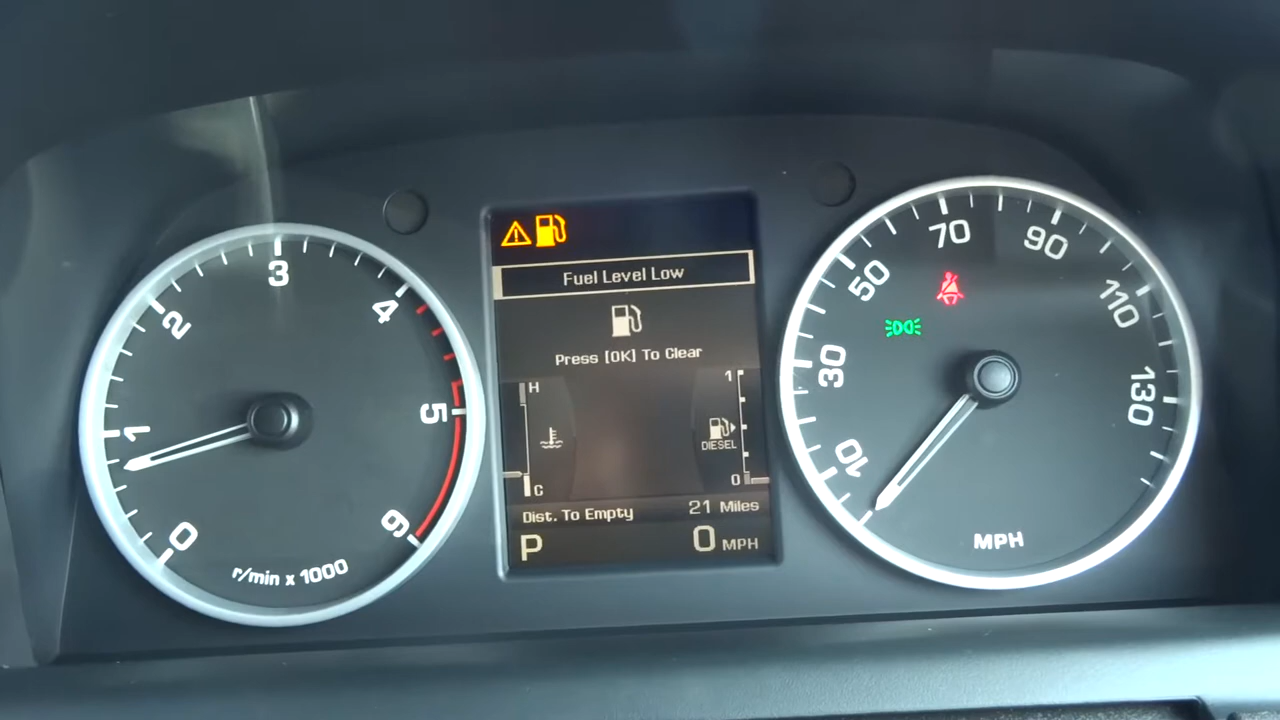 0
1
2
3
4
5
6
r/min x 1000
Fuel Level Low
Press [OK] To Clear
H
C
1
DIESEL
0
Dist. To Empty 21 Miles
P 0 MPH
10
30
50
70
90
110
130
MPH